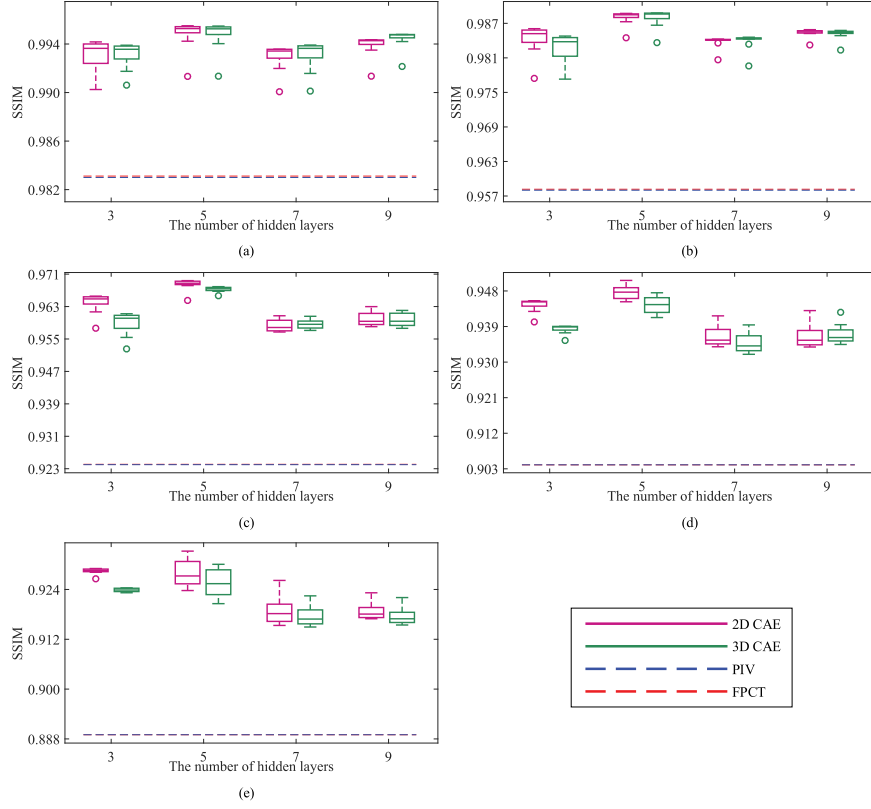 SSIM
0.994
0.990
0.986
0.982
3 5 7 9
The number of hidden layers
(a)
SSIM
0.987
0.981
0.975
0.969
0.963
0.957
3 5 7 9
The number of hidden layers
(b)
SSIM
0.971
0.963
0.955
0.947
0.939
0.931
0.923
3 5 7 9
The number of hidden layers
(c)
SSIM
0.948
0.939
0.930
0.921
0.912
0.903
3 5 7 9
The number of hidden layers
(d)
SSIM
0.924
0.912
0.900
0.888
3 5 7 9
The number of hidden layers
(e)
2D CAE
3D CAE
PIV
FPCT